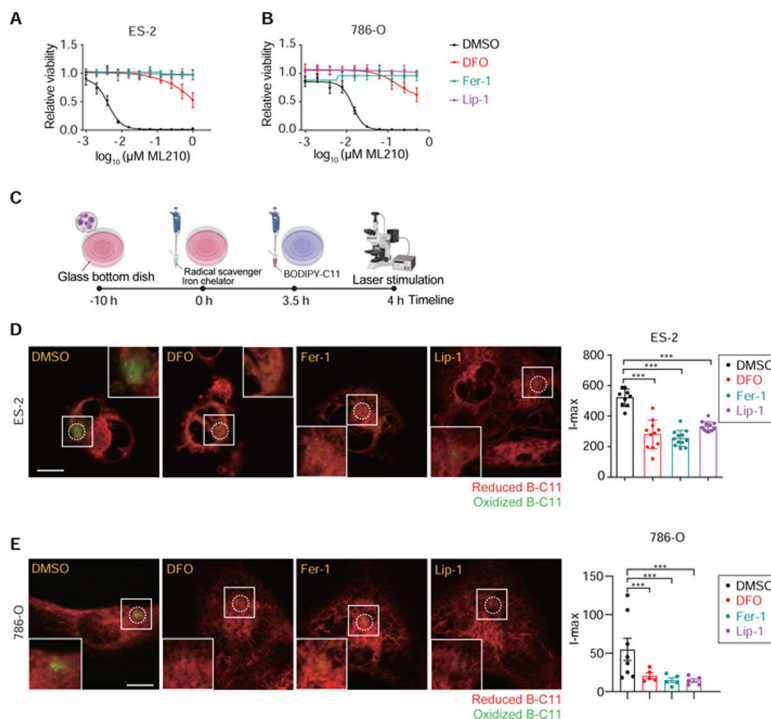 A
ES-2
Relative viability
1.5
1.0
0.5
0.0
-3 -2 -1 0
log10 (µM ML210)
B
786-O
Relative viability
1.5
1.0
0.5
0.0
-3 -2 -1
log10 (µM ML210)
DMSO
DFO
Fer-1
Lip-1
C
Glass bottom dish
Radical scavenger
Iron chelator
BODIPY-C11
Laser stimulation
-10 h 0 h 3.5 h 4 h Timeline
D
ES-2
DMSO DFO Fer-1 Lip-1
Reduced B-C11
Oxidized B-C11
ES-2
I-max
800
600
400
200
0
***
***
***
DMSO
DFO
Fer-1
Lip-1
E
786-O
DMSO DFO Fer-1 Lip-1
Reduced B-C11
Oxidized B-C11
786-O
I-max
150
100
50
0
***
***
***
DMSO
DFO
Fer-1
Lip-1